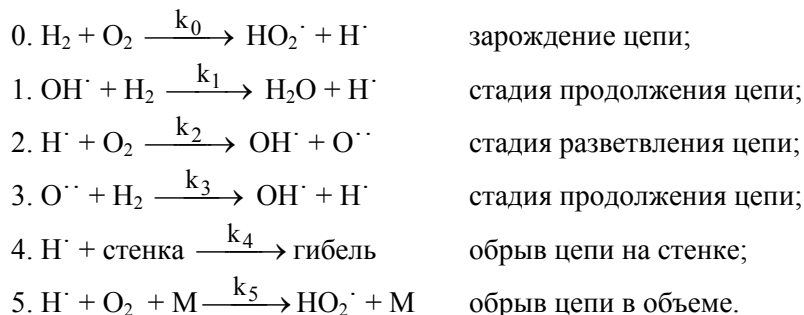 0. H₂ + O₂ —k₀→ HO₂˙ + H˙ зарождение цепи;
1. OH˙ + H₂ —k₁→ H₂O + H˙ стадия продолжения цепи;
2. H˙ + O₂ —k₂→ OH˙ + O˙˙ стадия разветвления цепи;
3. O˙˙ + H₂ —k₃→ OH˙ + H˙ стадия продолжения цепи;
4. H˙ + стенка —k₄→ гибель обрыв цепи на стенке;
5. H˙ + O₂ + M —k₅→ HO₂˙ + M обрыв цепи в объеме.